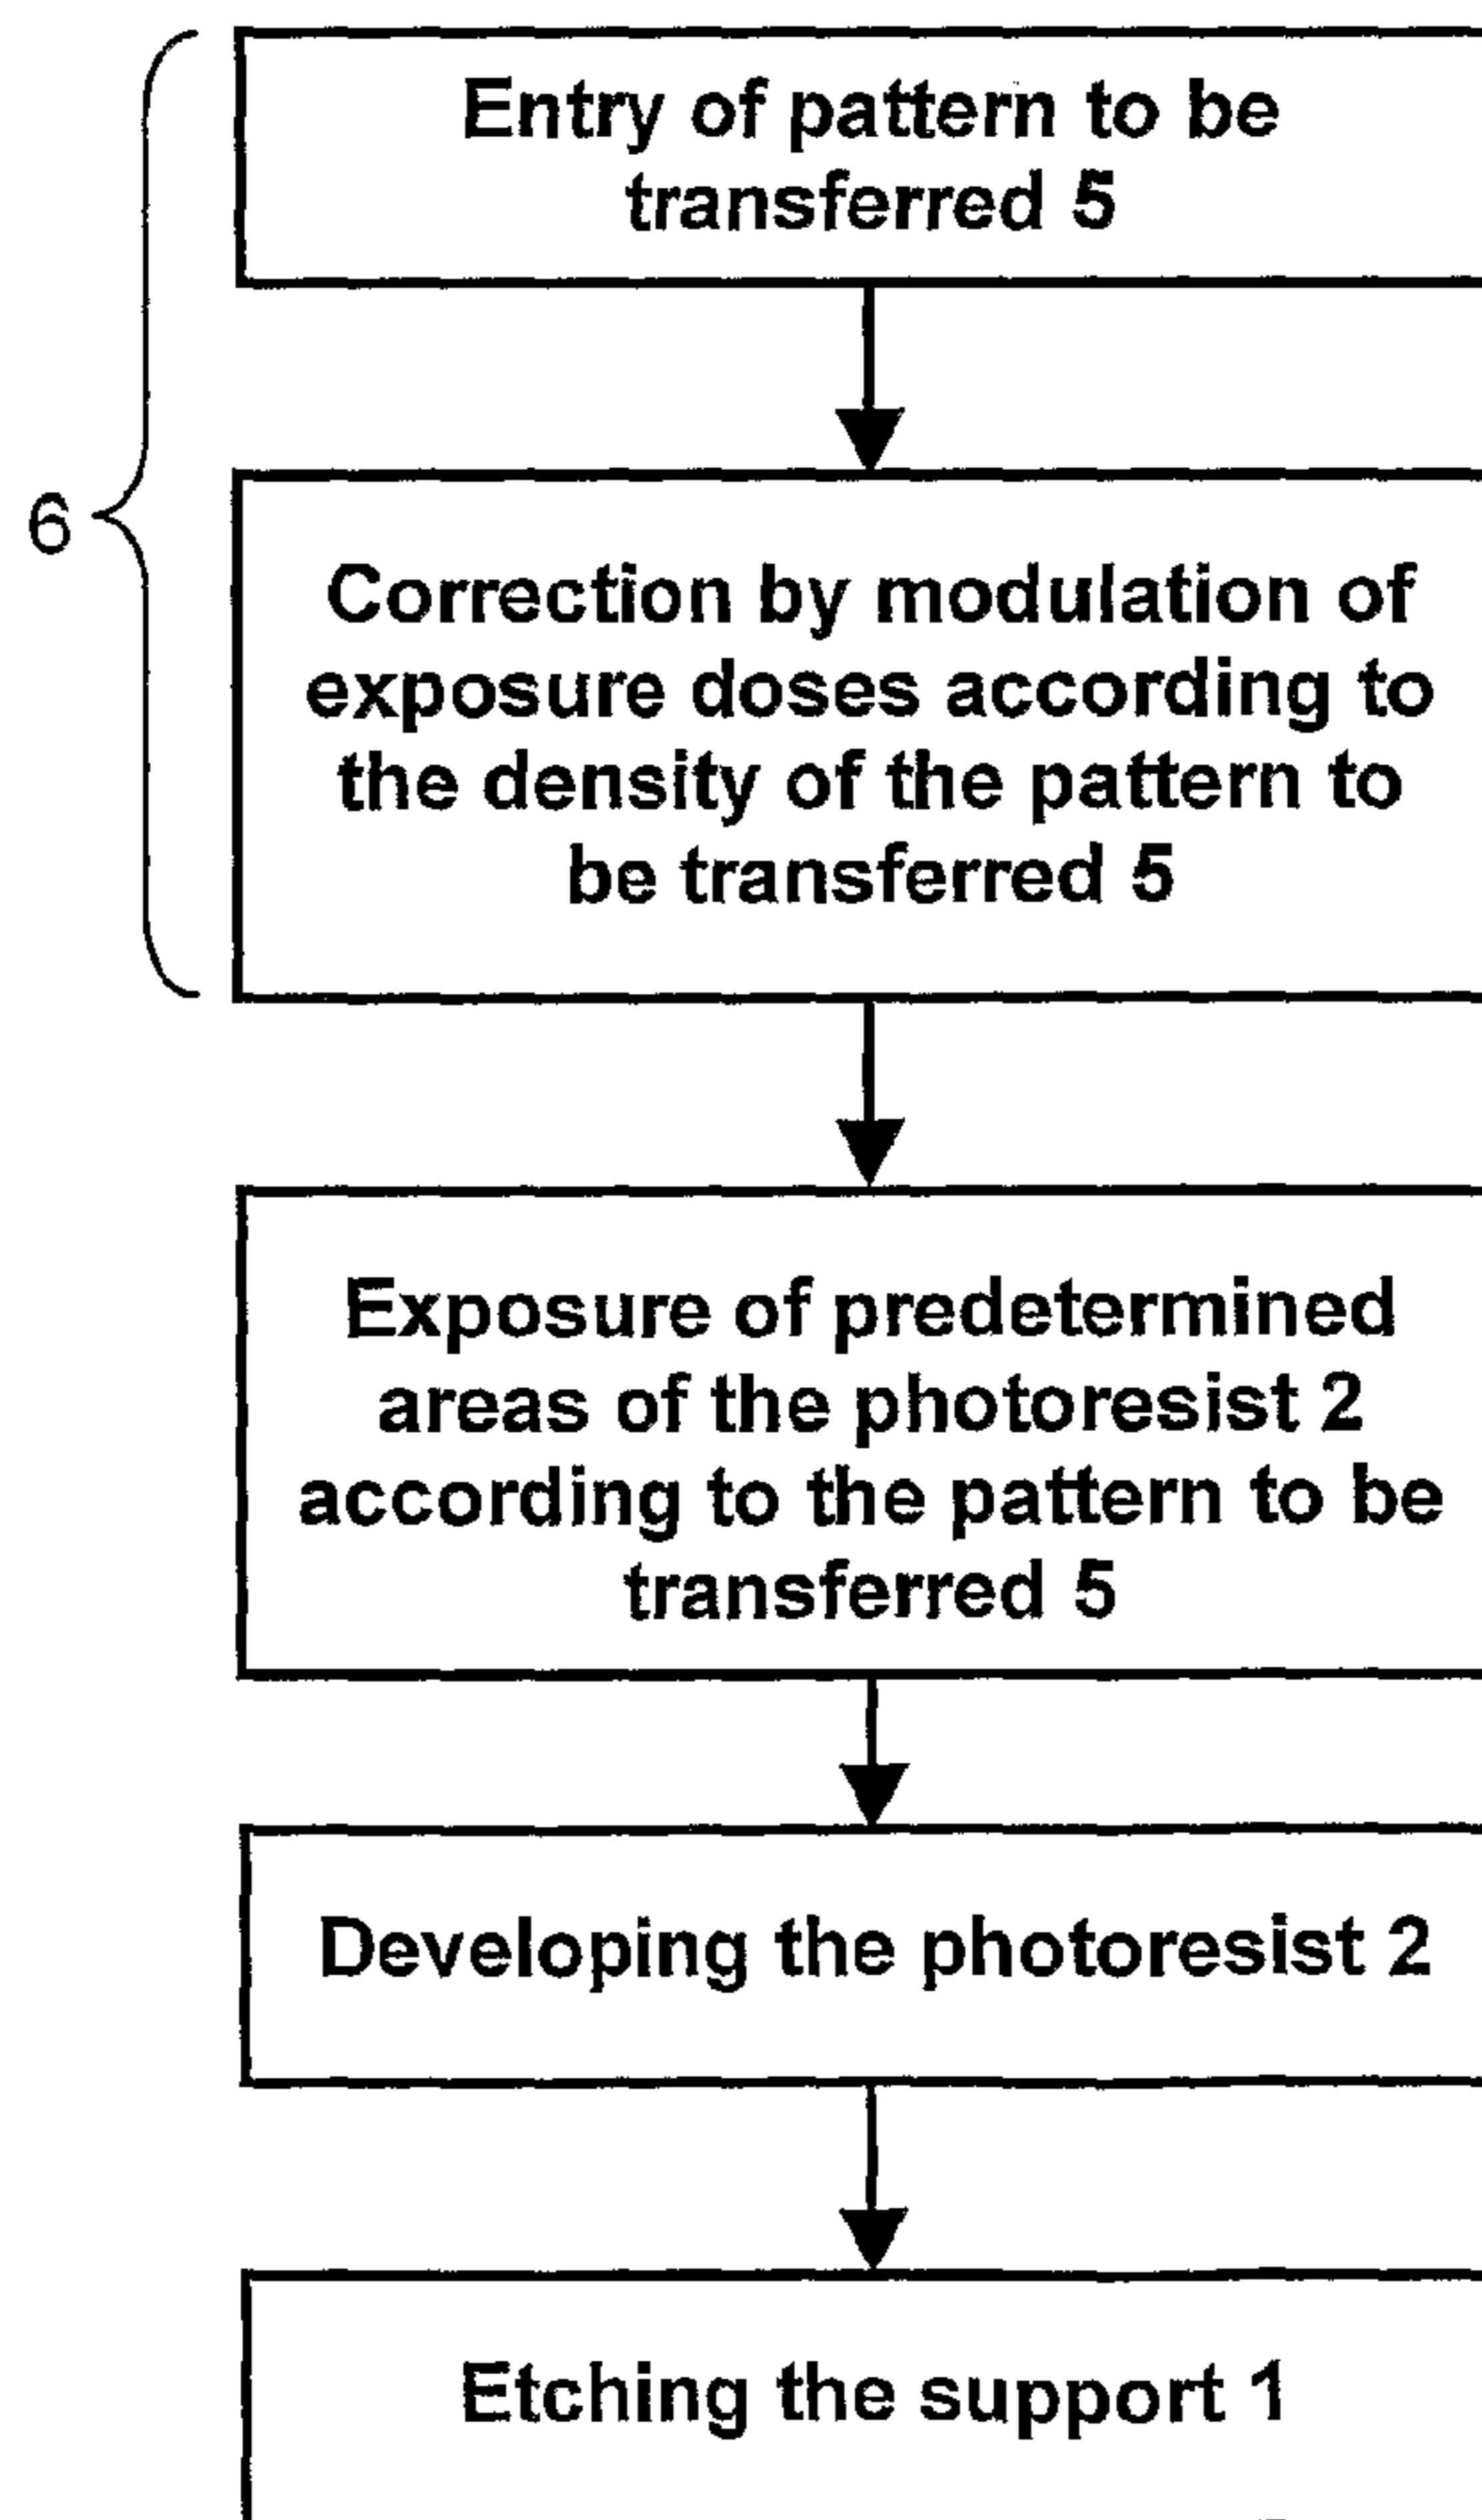 Entry of pattern to be
transferred 5
6
Correction by modulation of
exposure doses according to
the density of the pattern to
be transferred 5
Exposure of predetermined
areas of the photoresist 2
according to the pattern to be
transferred 5
Developing the photoresist 2
Etching the support 1